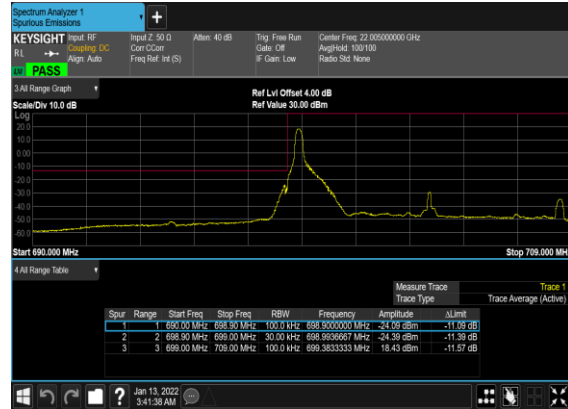 Spectrum Analyzer 1
Spurious Emissions
+
KEYSIGHT Input: RF Input Z: 50 Ω Atten: 40 dB Trig: Free Run Center Freq: 22.005000000 GHz
RL Coupling: DC Corr CCorr Gate: Off Avg|Hold: 100/100
Align: Auto Freq Ref: Int (S) IF Gain: Low Radio Std: None
PASS
3 All Range Graph
Ref Lvl Offset 4.00 dB
Scale/Div 10.0 dB Ref Value 30.00 dBm
Log
20.0
10.0
0.00
-10.0
-20.0
-30.0
-40.0
-50.0
-60.0
Start 690.000 MHz Stop 709.000 MH
4 All Range Table
Measure Trace Trace 1
Trace Type Trace Average (Active)
Spur Range Start Freq Stop Freq RBW Frequency Amplitude ΔLimit
1 1 690.00 MHz 698.90 MHz 100.0 kHz 698.9000000 MHz -24.09 dBm -11.09 dB
2 2 698.90 MHz 699.00 MHz 30.00 kHz 698.9936667 MHz -24.39 dBm -11.39 dB
3 3 699.00 MHz 709.00 MHz 100.0 kHz 699.3833333 MHz 18.43 dBm -11.57 dB
? Jan 13, 2022
3:41:38 AM